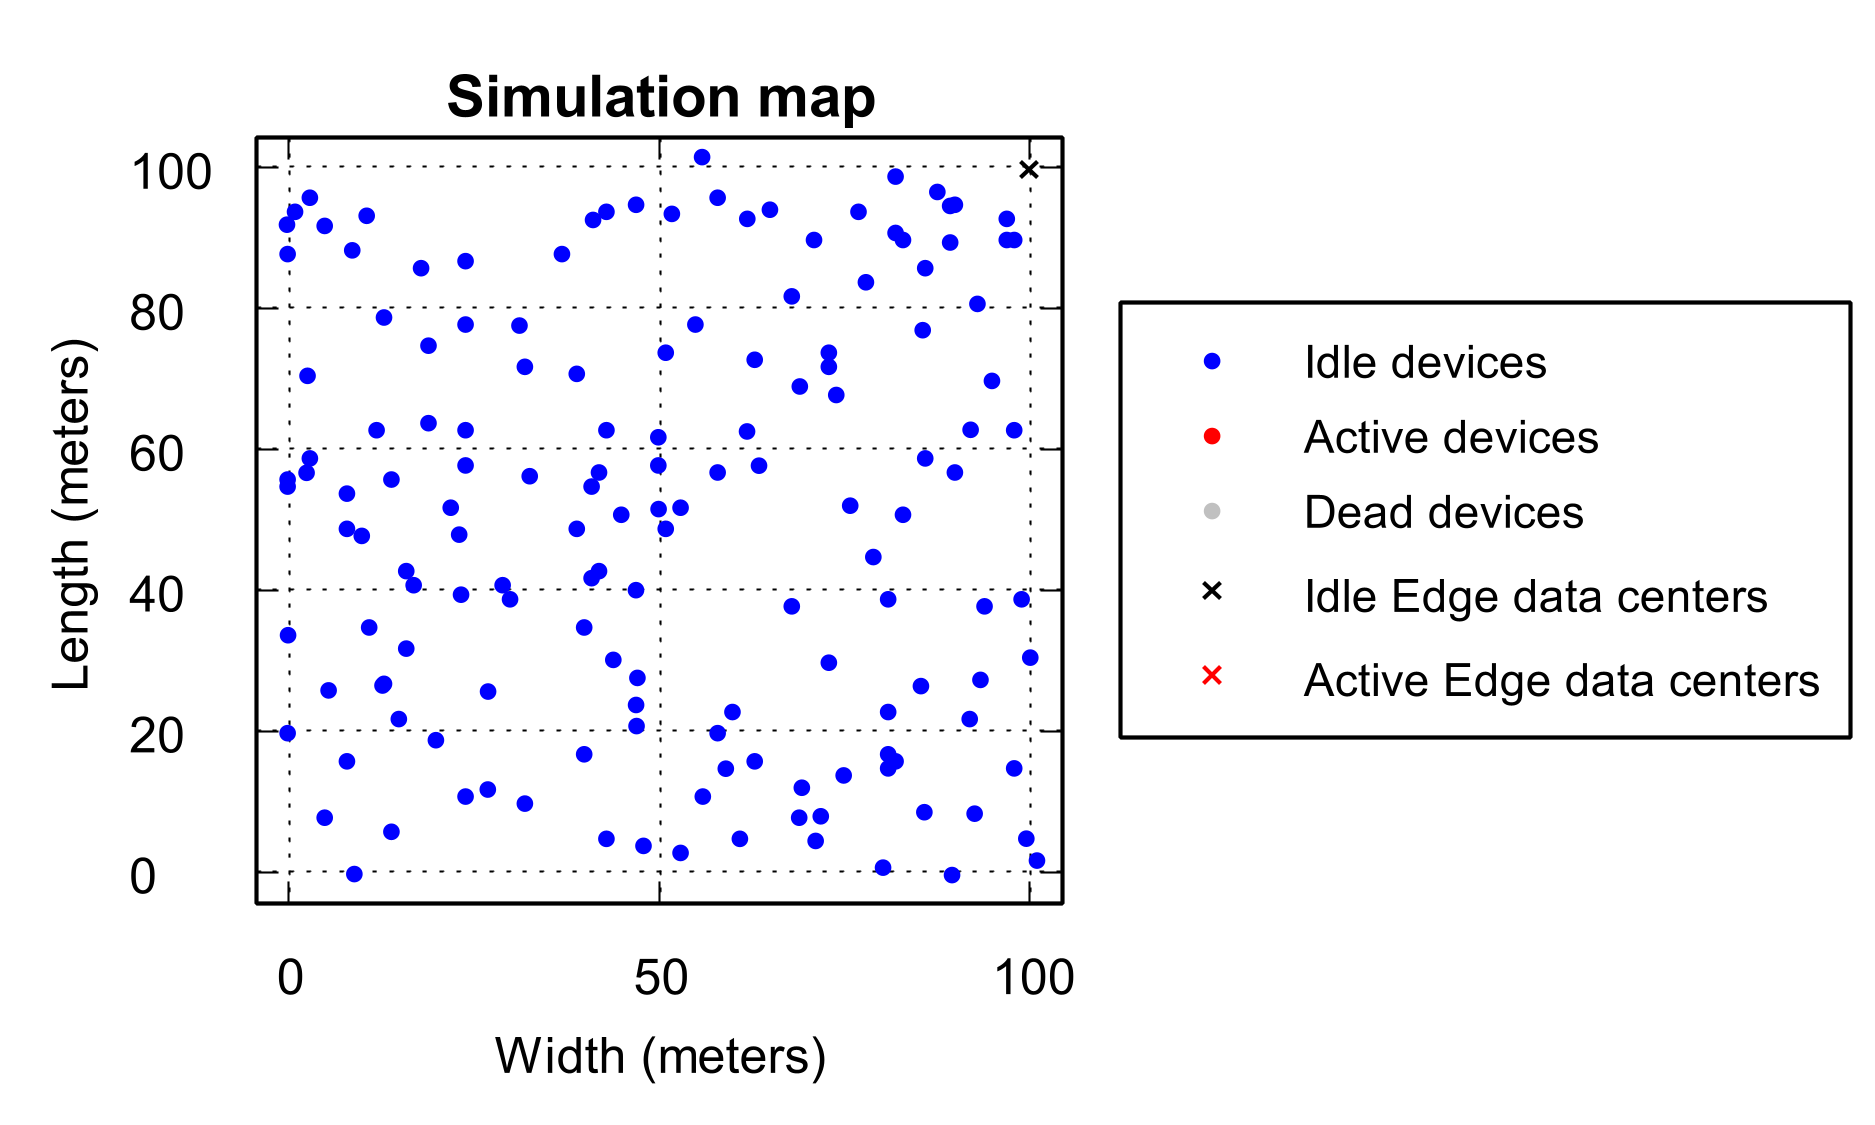 Simulation map
100
80
60
40
20
0
Length (meters)
0 50 100
Width (meters)
Idle devices
Active devices
Dead devices
Idle Edge data centers
Active Edge data centers